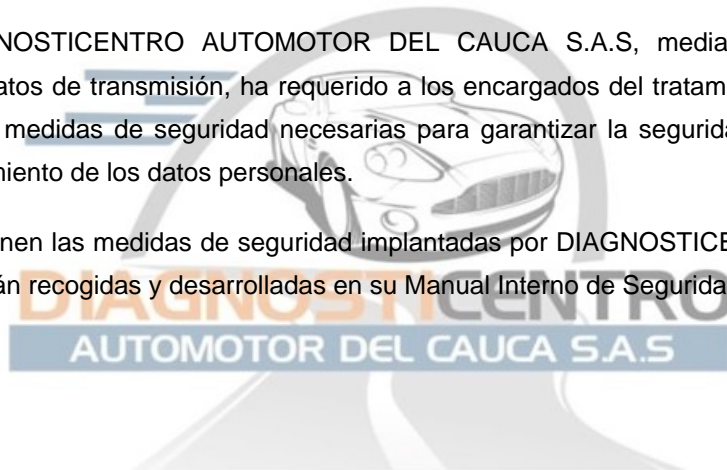 NOSTICENTRO AUTOMOTOR DEL CAUCA S.A.S, media
atos de transmisión, ha requerido a los encargados del tratam
medidas de seguridad necesarias para garantizar la segurida
miento de los datos personales.
nen las medidas de seguridad implantadas por DIAGNOSTICE
án recogidas y desarrolladas en su Manual Interno de Segurida
DIAGNOSTICENTRO
AUTOMOTOR DEL CAUCA S.A.S